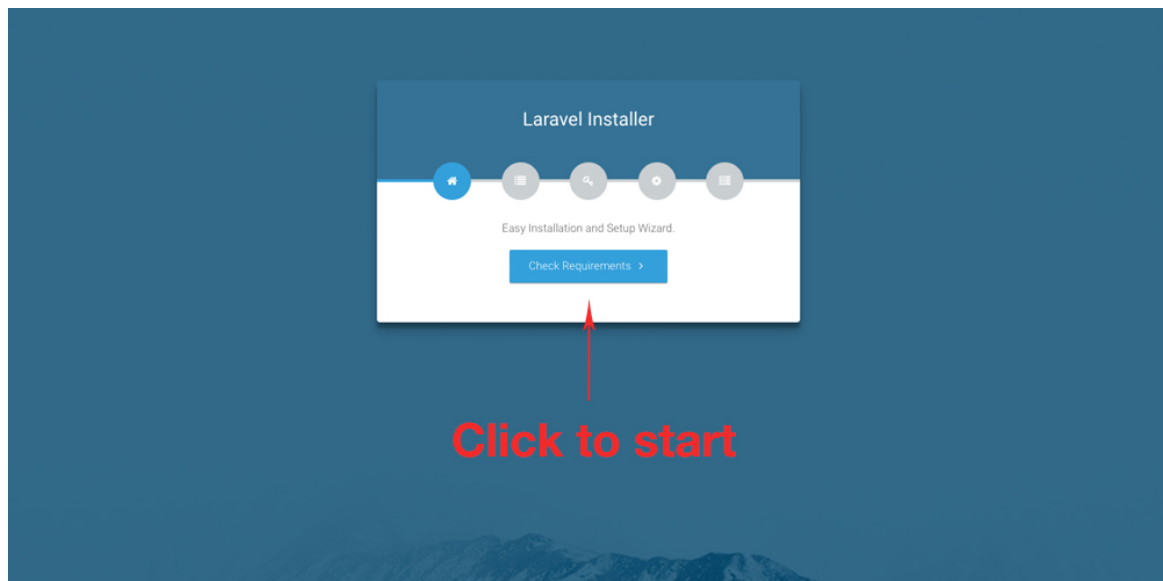 Laravel Installer
Easy Installation and Setup Wizard.
Check Requirements
Click to start